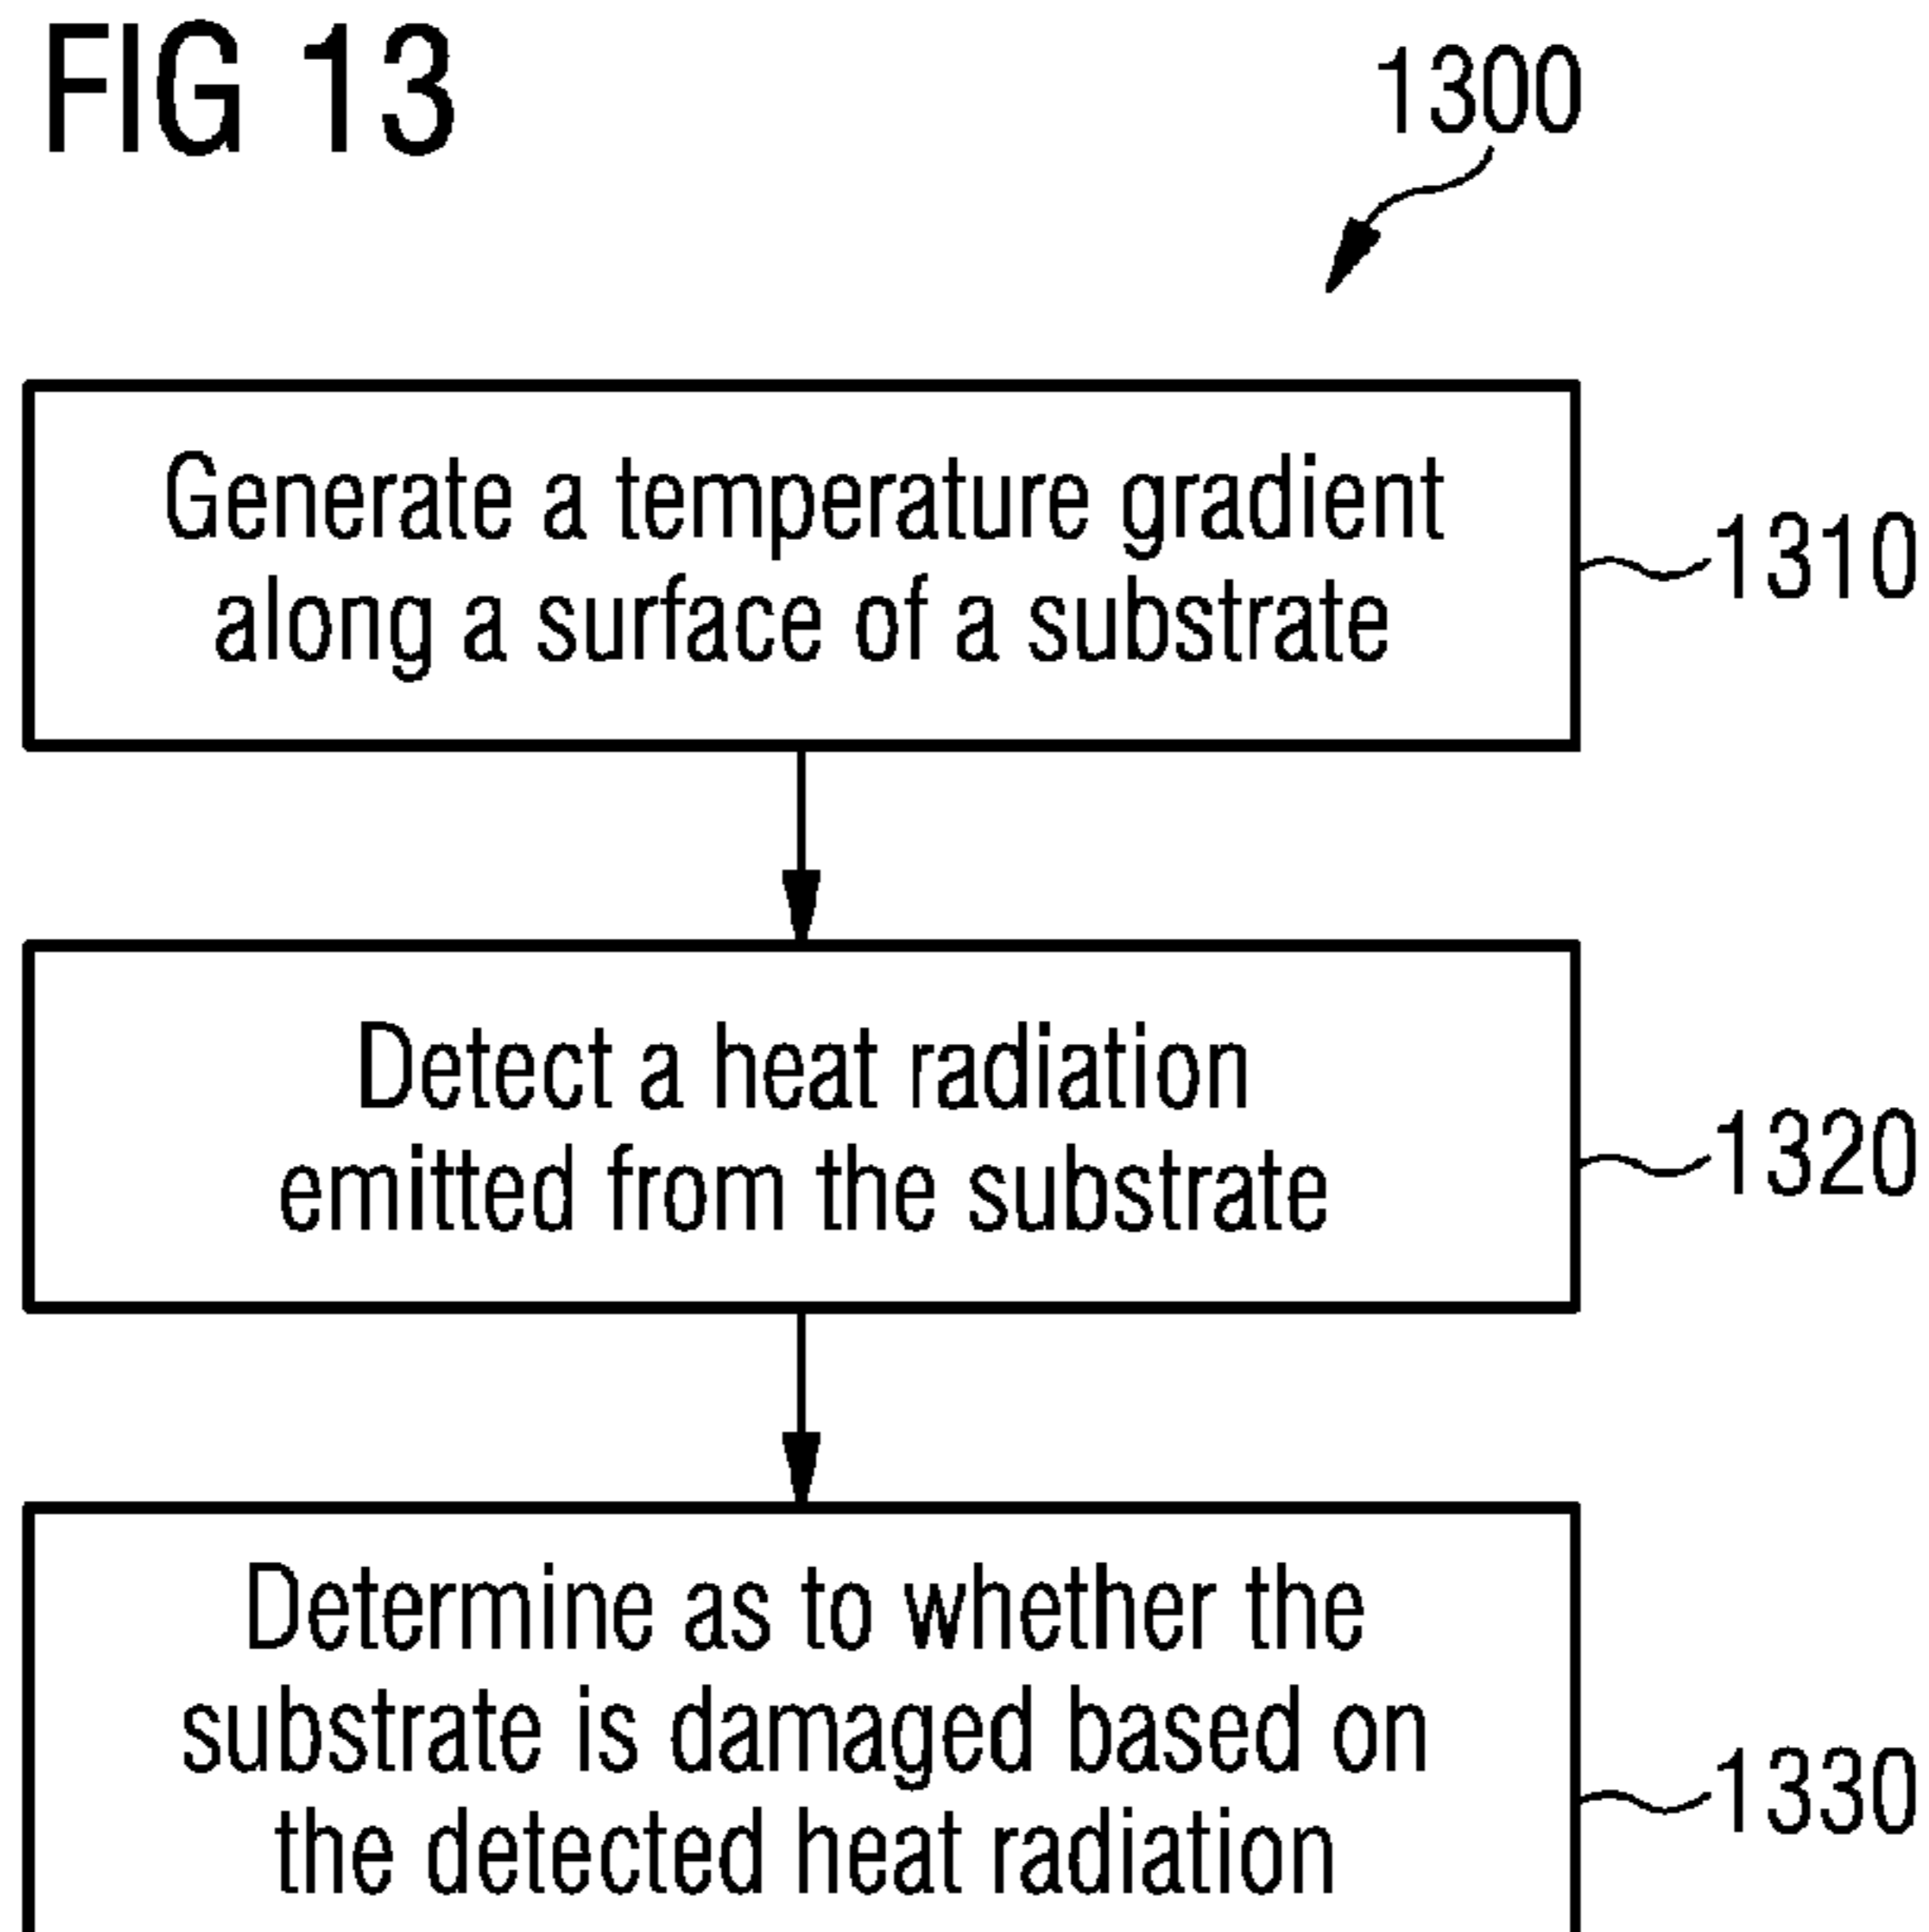 FIG 13
1300
Generate a temperature gradient
along a surface of a substrate
1310
Detect a heat radiation
emitted from the substrate
1320
Determine as to whether the
substrate is damaged based on
the detected heat radiation
1330